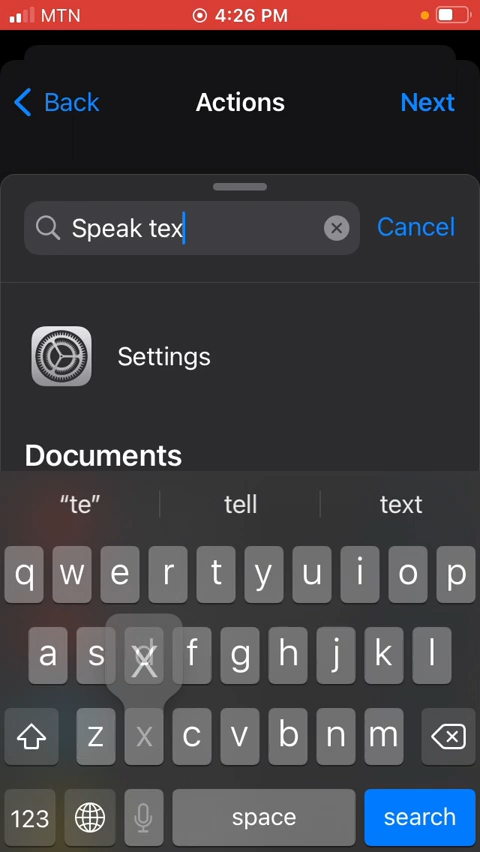 MTN 4:26 PM
Back Actions Next
Speak tex Cancel
Settings
Documents
“te” tell text
q w e r t y u i o p
a s d f g h j k l
X
z x c v b n m
123 space search